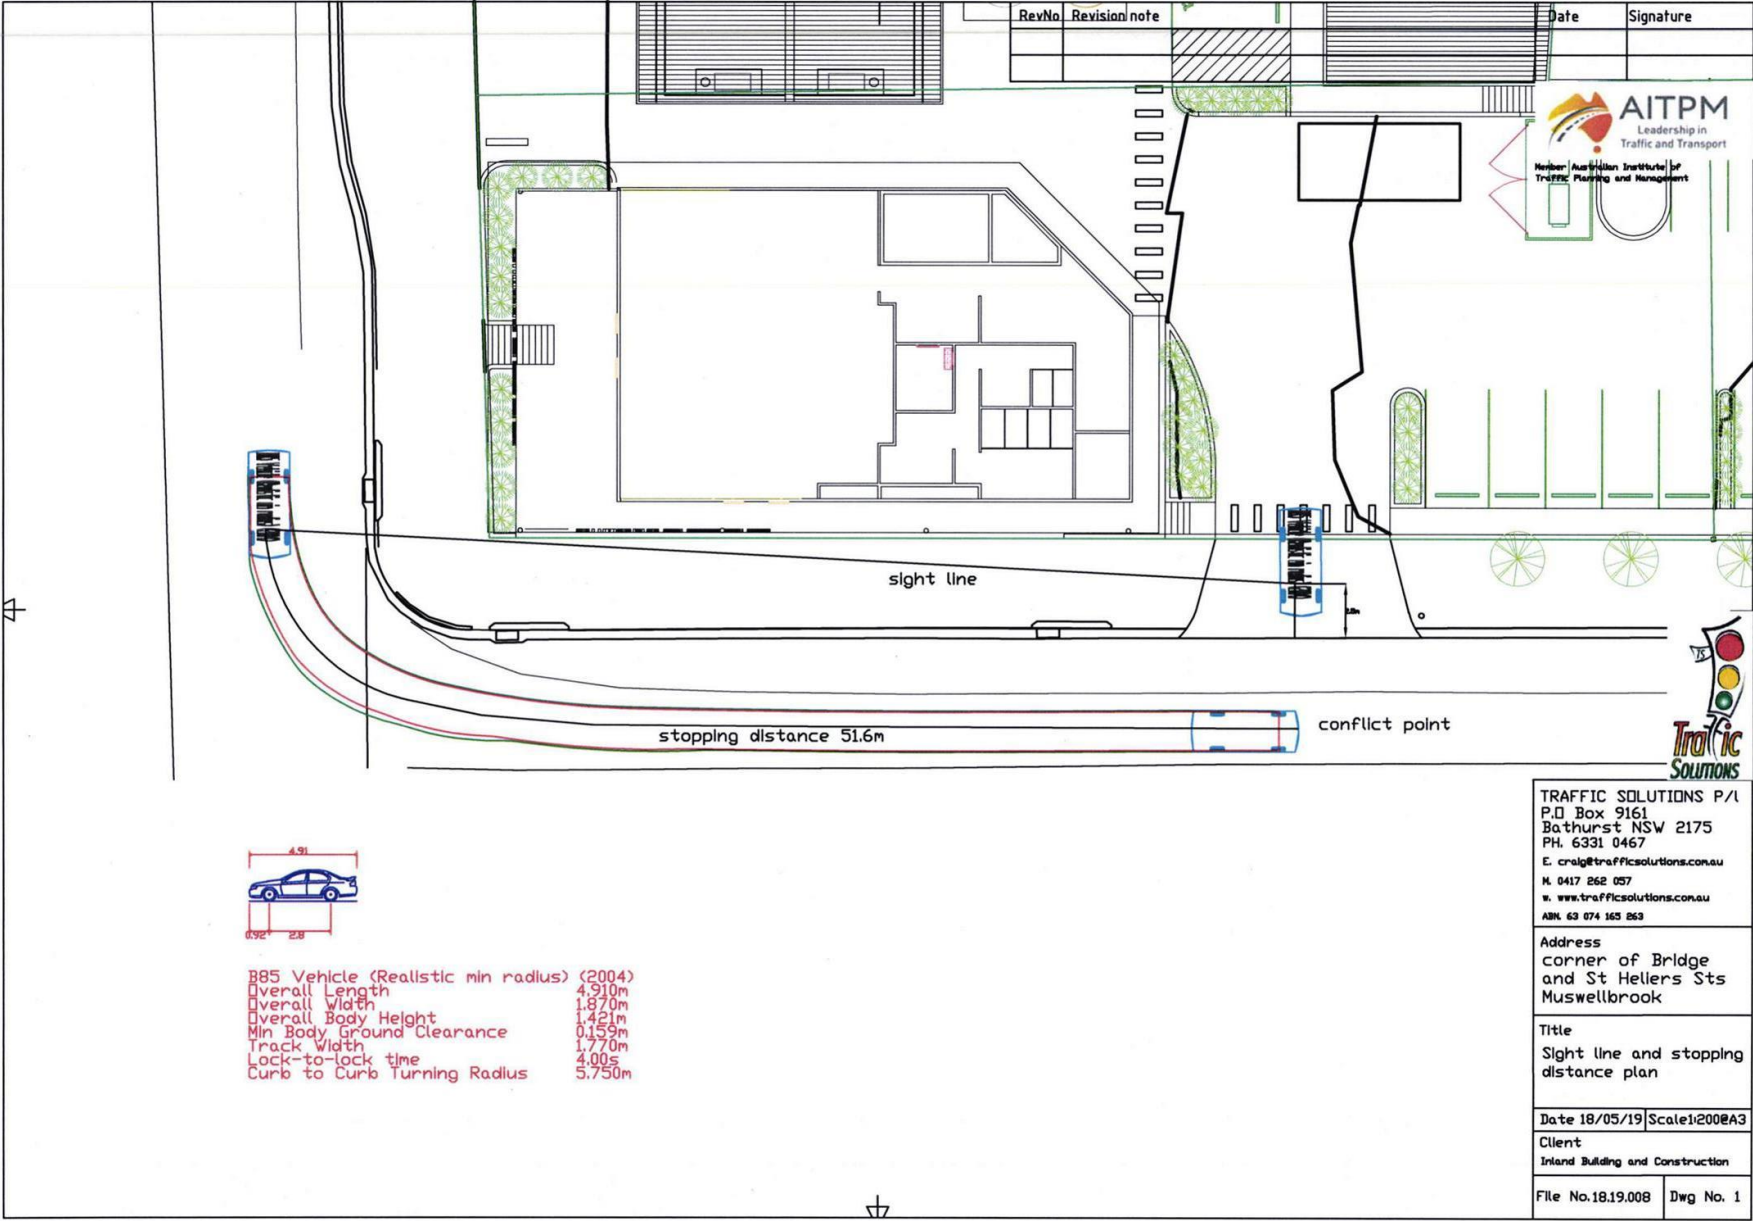 RevNo Revision note Date Signature
AITPM
Leadership in
Traffic and Transport
Member Australian Institute of
Traffic Planning and Management
sight line
stopping distance 51.6m
conflict point
TS
Traffic
SOLUTIONS
TRAFFIC SOLUTIONS P/l
P.O Box 9161
Bathurst NSW 2175
PH. 6331 0467
E. craig@trafficsolutions.com.au
M. 0417 262 057
w. www.trafficsolutions.com.au
ABN. 63 074 165 263
Address
corner of Bridge
and St Heliers Sts
Muswellbrook
Title
Sight line and stopping
distance plan
Date 18/05/19 Scale1:200@A3
Client
Inland Building and Construction
File No.18.19.008 Dwg No. 1
4.91
0.92 2.8
B85 Vehicle (Realistic min radius) (2004)
Overall Length 4.910m
Overall Width 1.870m
Overall Body Height 1.421m
Min Body Ground Clearance 0.159m
Track Width 1.770m
Lock-to-lock time 4.00s
Curb to Curb Turning Radius 5.750m